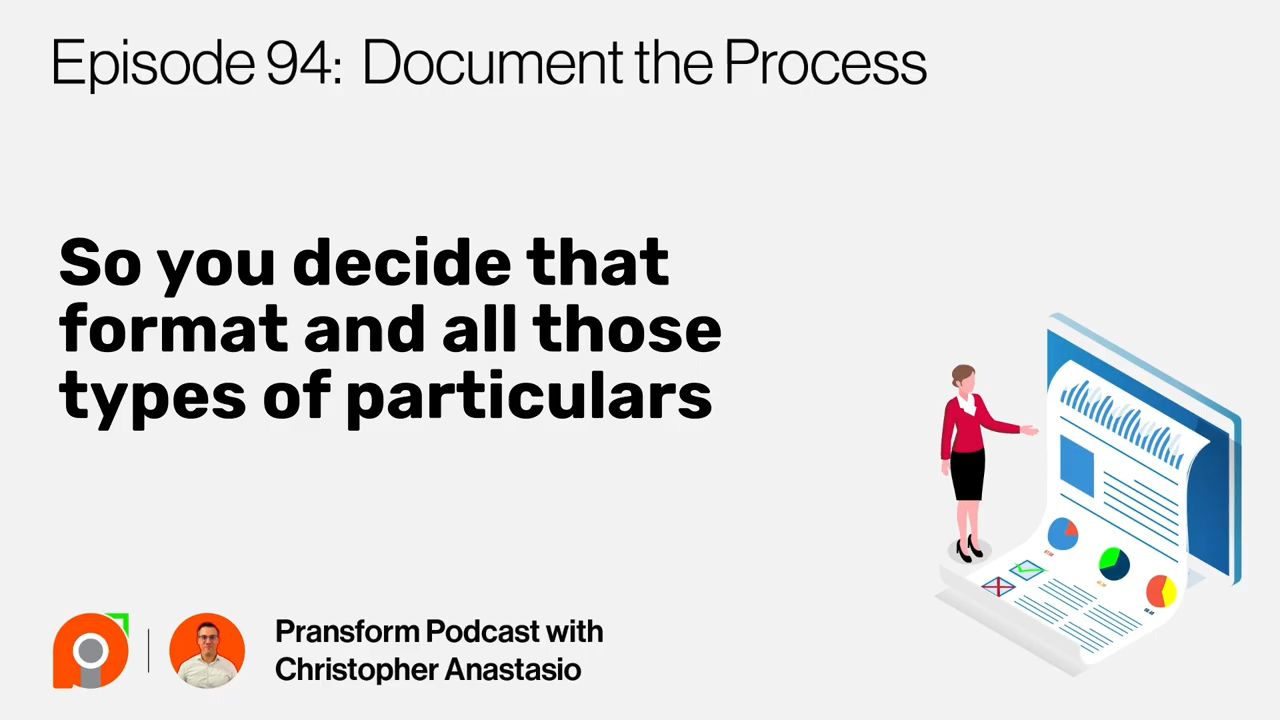 Episode 94: Document the Process
So you decide that
format and all those
types of particulars
Pransform Podcast with
Christopher Anastasio